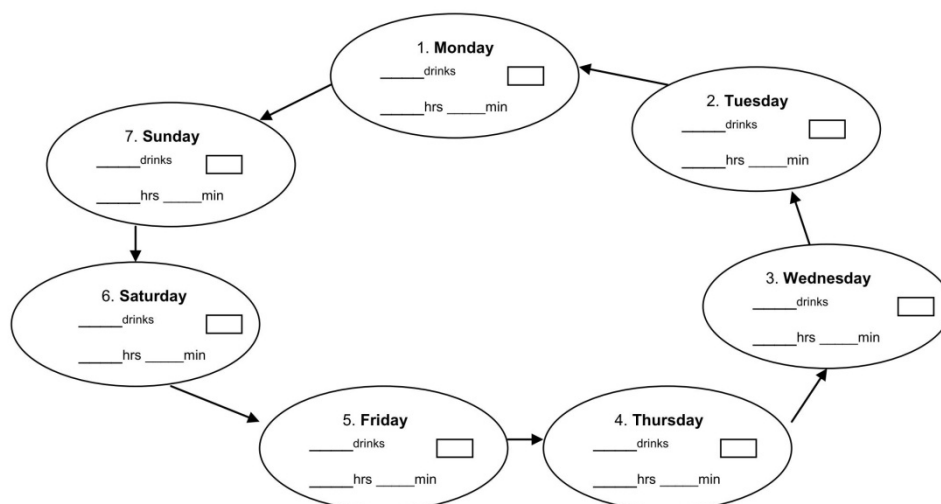 1. Monday
_____drinks
_____hrs _____min
2. Tuesday
_____drinks
_____hrs _____min
3. Wednesday
_____drinks
_____hrs _____min
4. Thursday
_____drinks
_____hrs _____min
5. Friday
_____drinks
_____hrs _____min
6. Saturday
_____drinks
_____hrs _____min
7. Sunday
_____drinks
_____hrs _____min